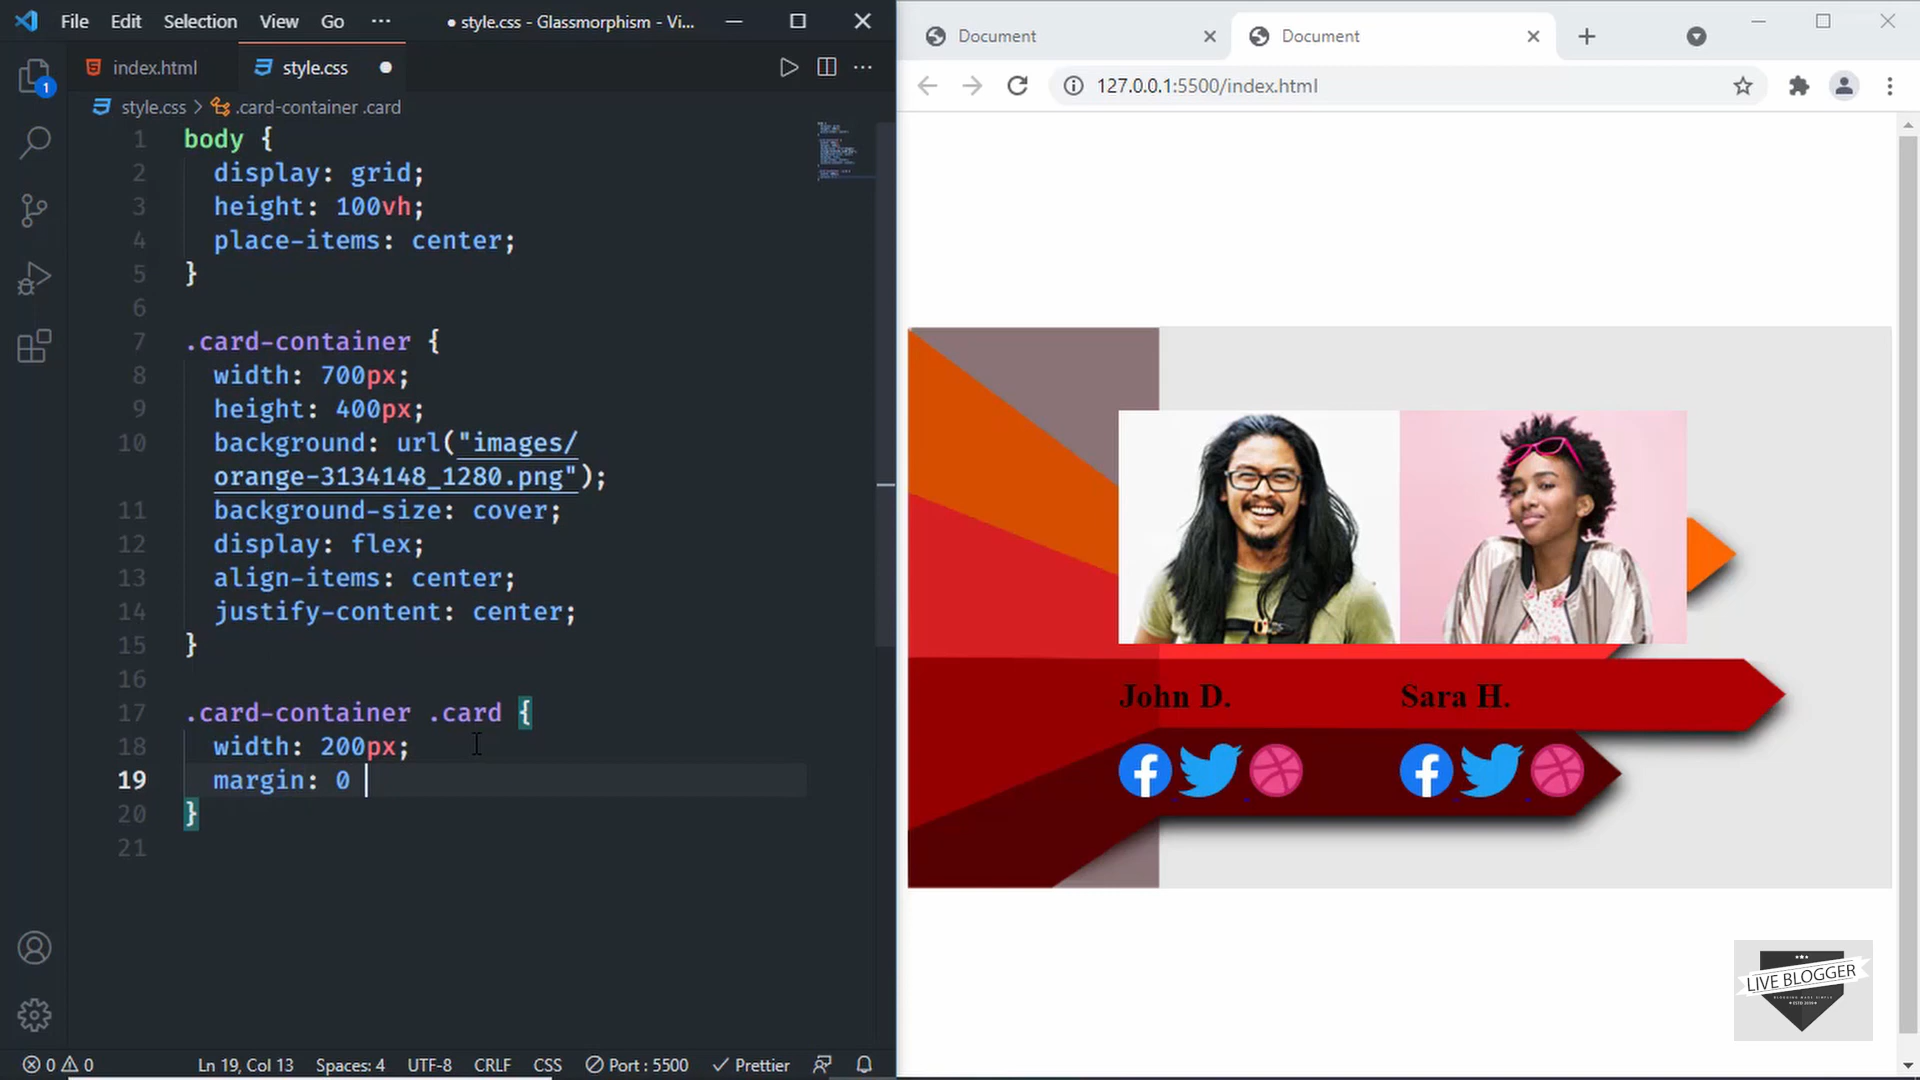 File Edit Selection View Go ··· ● style.css - Glassmorphism - Vi...
index.html style.css ●
style.css > .card-container .card
1 body {
2 display: grid;
3 height: 100vh;
4 place-items: center;
5 }
6
7 .card-container {
8 width: 700px;
9 height: 400px;
10 background: url("images/
orange-3134148_1280.png");
11 background-size: cover;
12 display: flex;
13 align-items: center;
14 justify-content: center;
15 }
16
17 .card-container .card {
18 width: 200px;
19 margin: 0
20 }
21
1
0 0 Ln 19, Col 13 Spaces: 4 UTF-8 CRLF CSS Port : 5500 Prettier
Document Document
127.0.0.1:5500/index.html
John D. Sara H.
LIVE BLOGGER